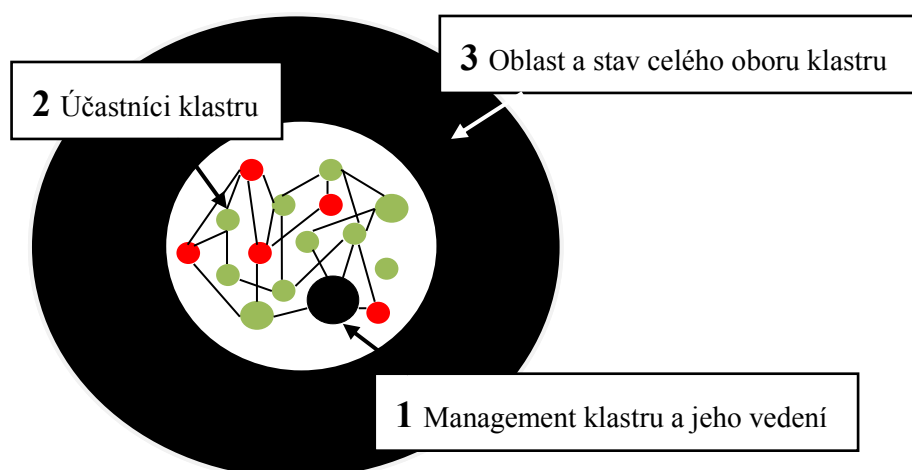 3 Oblast a stav celého oboru klastru
2 Účastníci klastru
1 Management klastru a jeho vedení